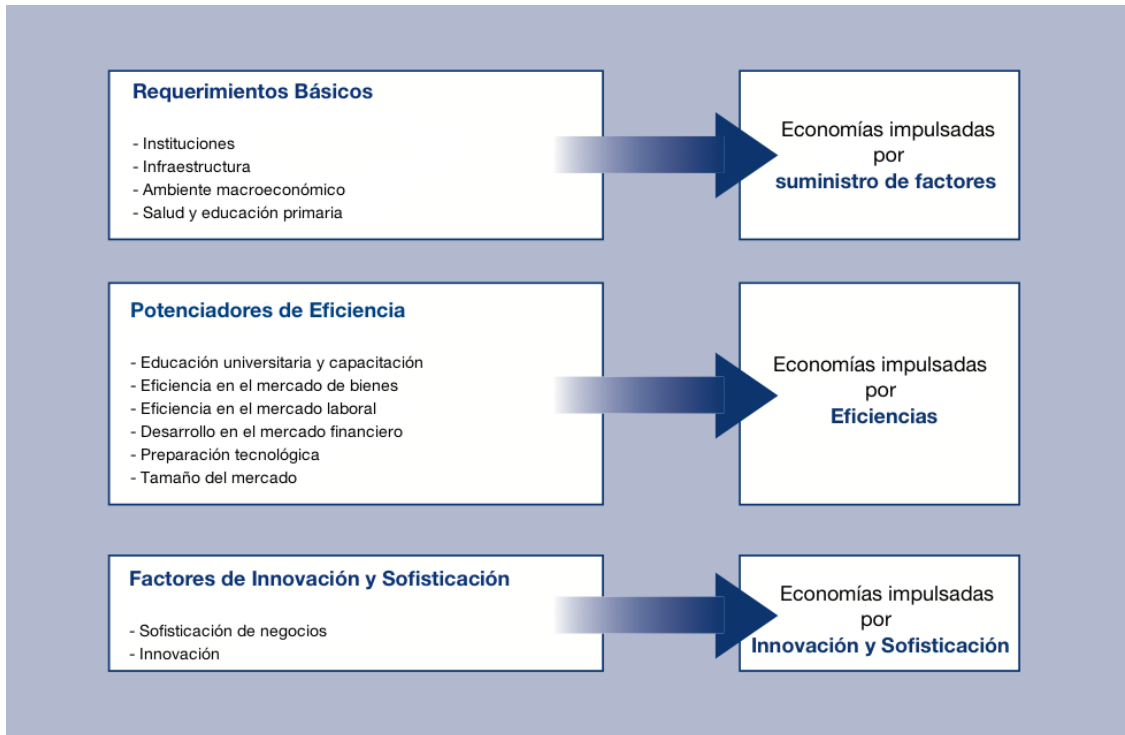 Requerimientos Básicos
- Instituciones
- Infraestructura
- Ambiente macroeconómico
- Salud y educación primaria
Economías impulsadas
por
suministro de factores
Potenciadores de Eficiencia
- Educación universitaria y capacitación
- Eficiencia en el mercado de bienes
- Eficiencia en el mercado laboral
- Desarrollo en el mercado financiero
- Preparación tecnológica
- Tamaño del mercado
Economías impulsadas
por
Eficiencias
Factores de Innovación y Sofisticación
- Sofisticación de negocios
- Innovación
Economías impulsadas
por
Innovación y Sofisticación